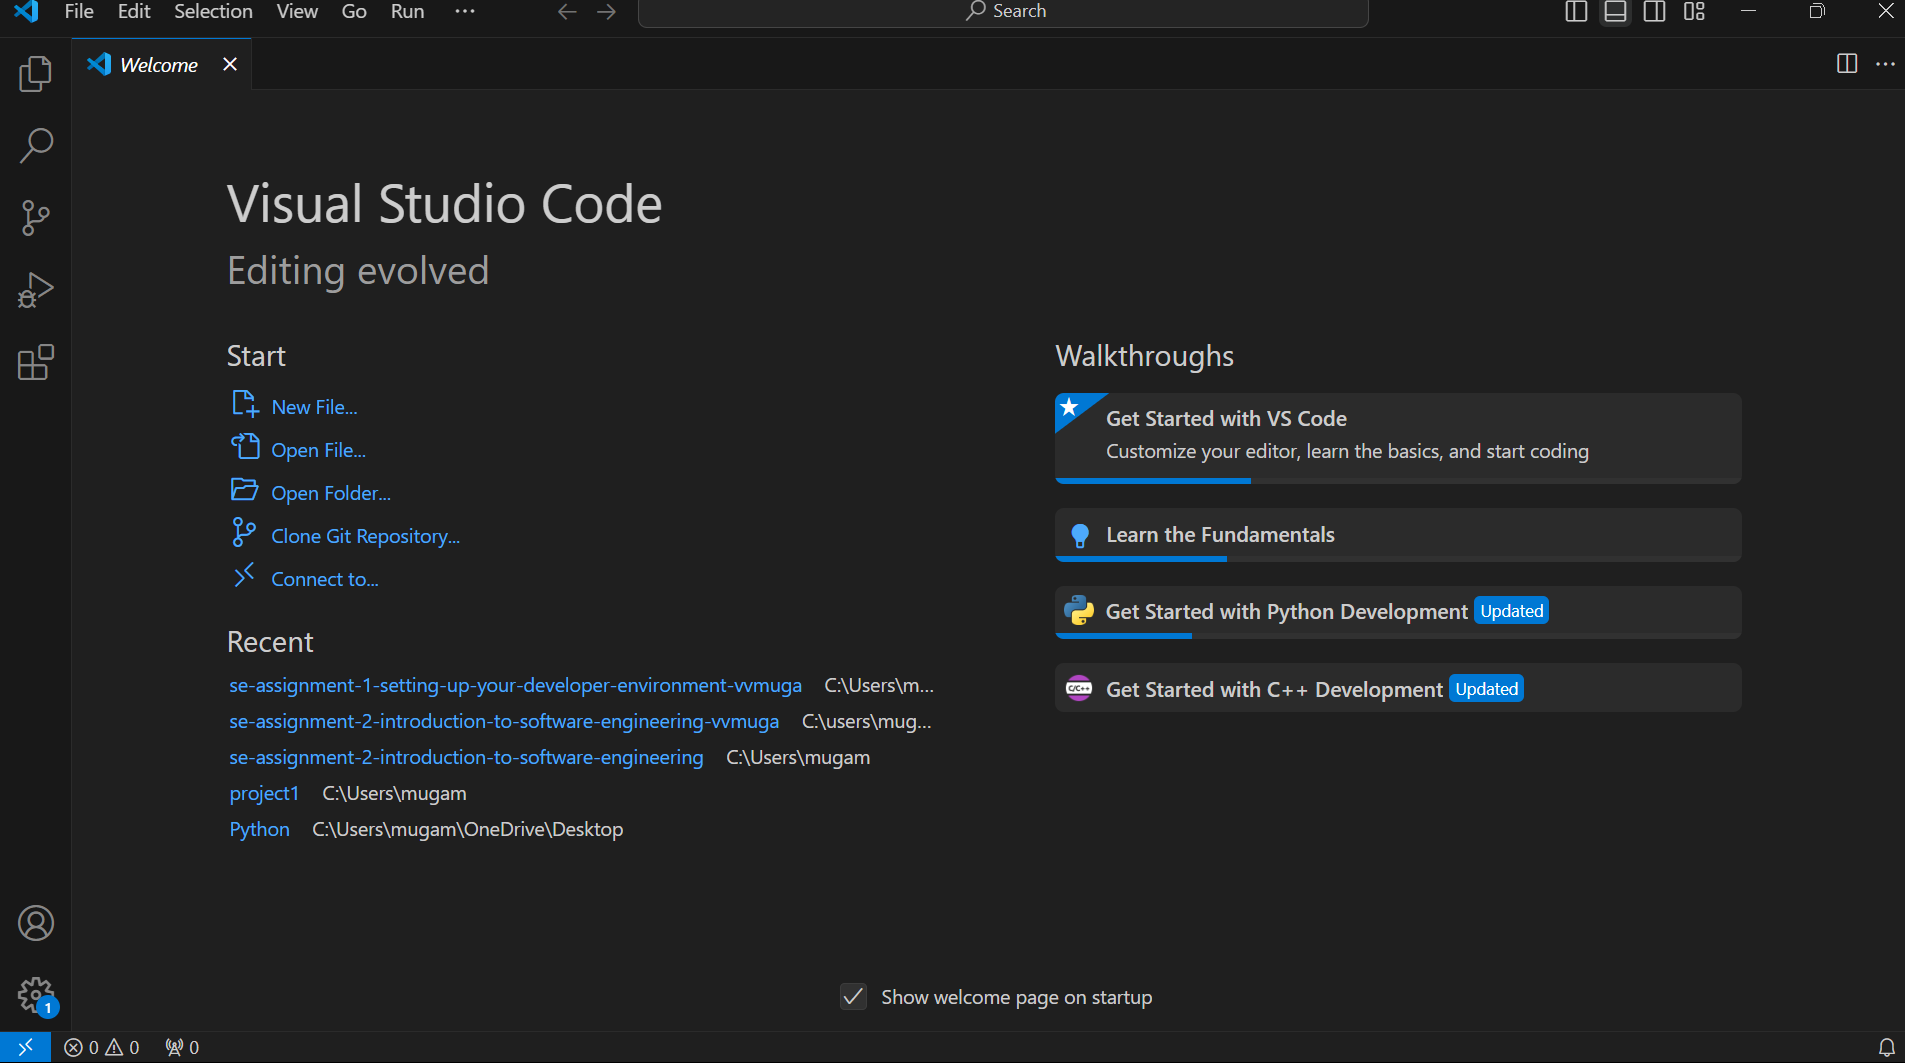 File Edit Selection View Go Run ··· Search
Welcome
Visual Studio Code
Editing evolved
Start
New File...
Open File...
Open Folder...
Clone Git Repository...
Connect to...
Recent
se-assignment-1-setting-up-your-developer-environment-vvmuga C:\Users\m...
se-assignment-2-introduction-to-software-engineering-vvmuga C:\users\mug...
se-assignment-2-introduction-to-software-engineering C:\Users\mugam
project1 C:\Users\mugam
Python C:\Users\mugam\OneDrive\Desktop
Walkthroughs
Get Started with VS Code
Customize your editor, learn the basics, and start coding
Learn the Fundamentals
Get Started with Python Development Updated
C/C++ Get Started with C++ Development Updated
Show welcome page on startup
1
0 0 0